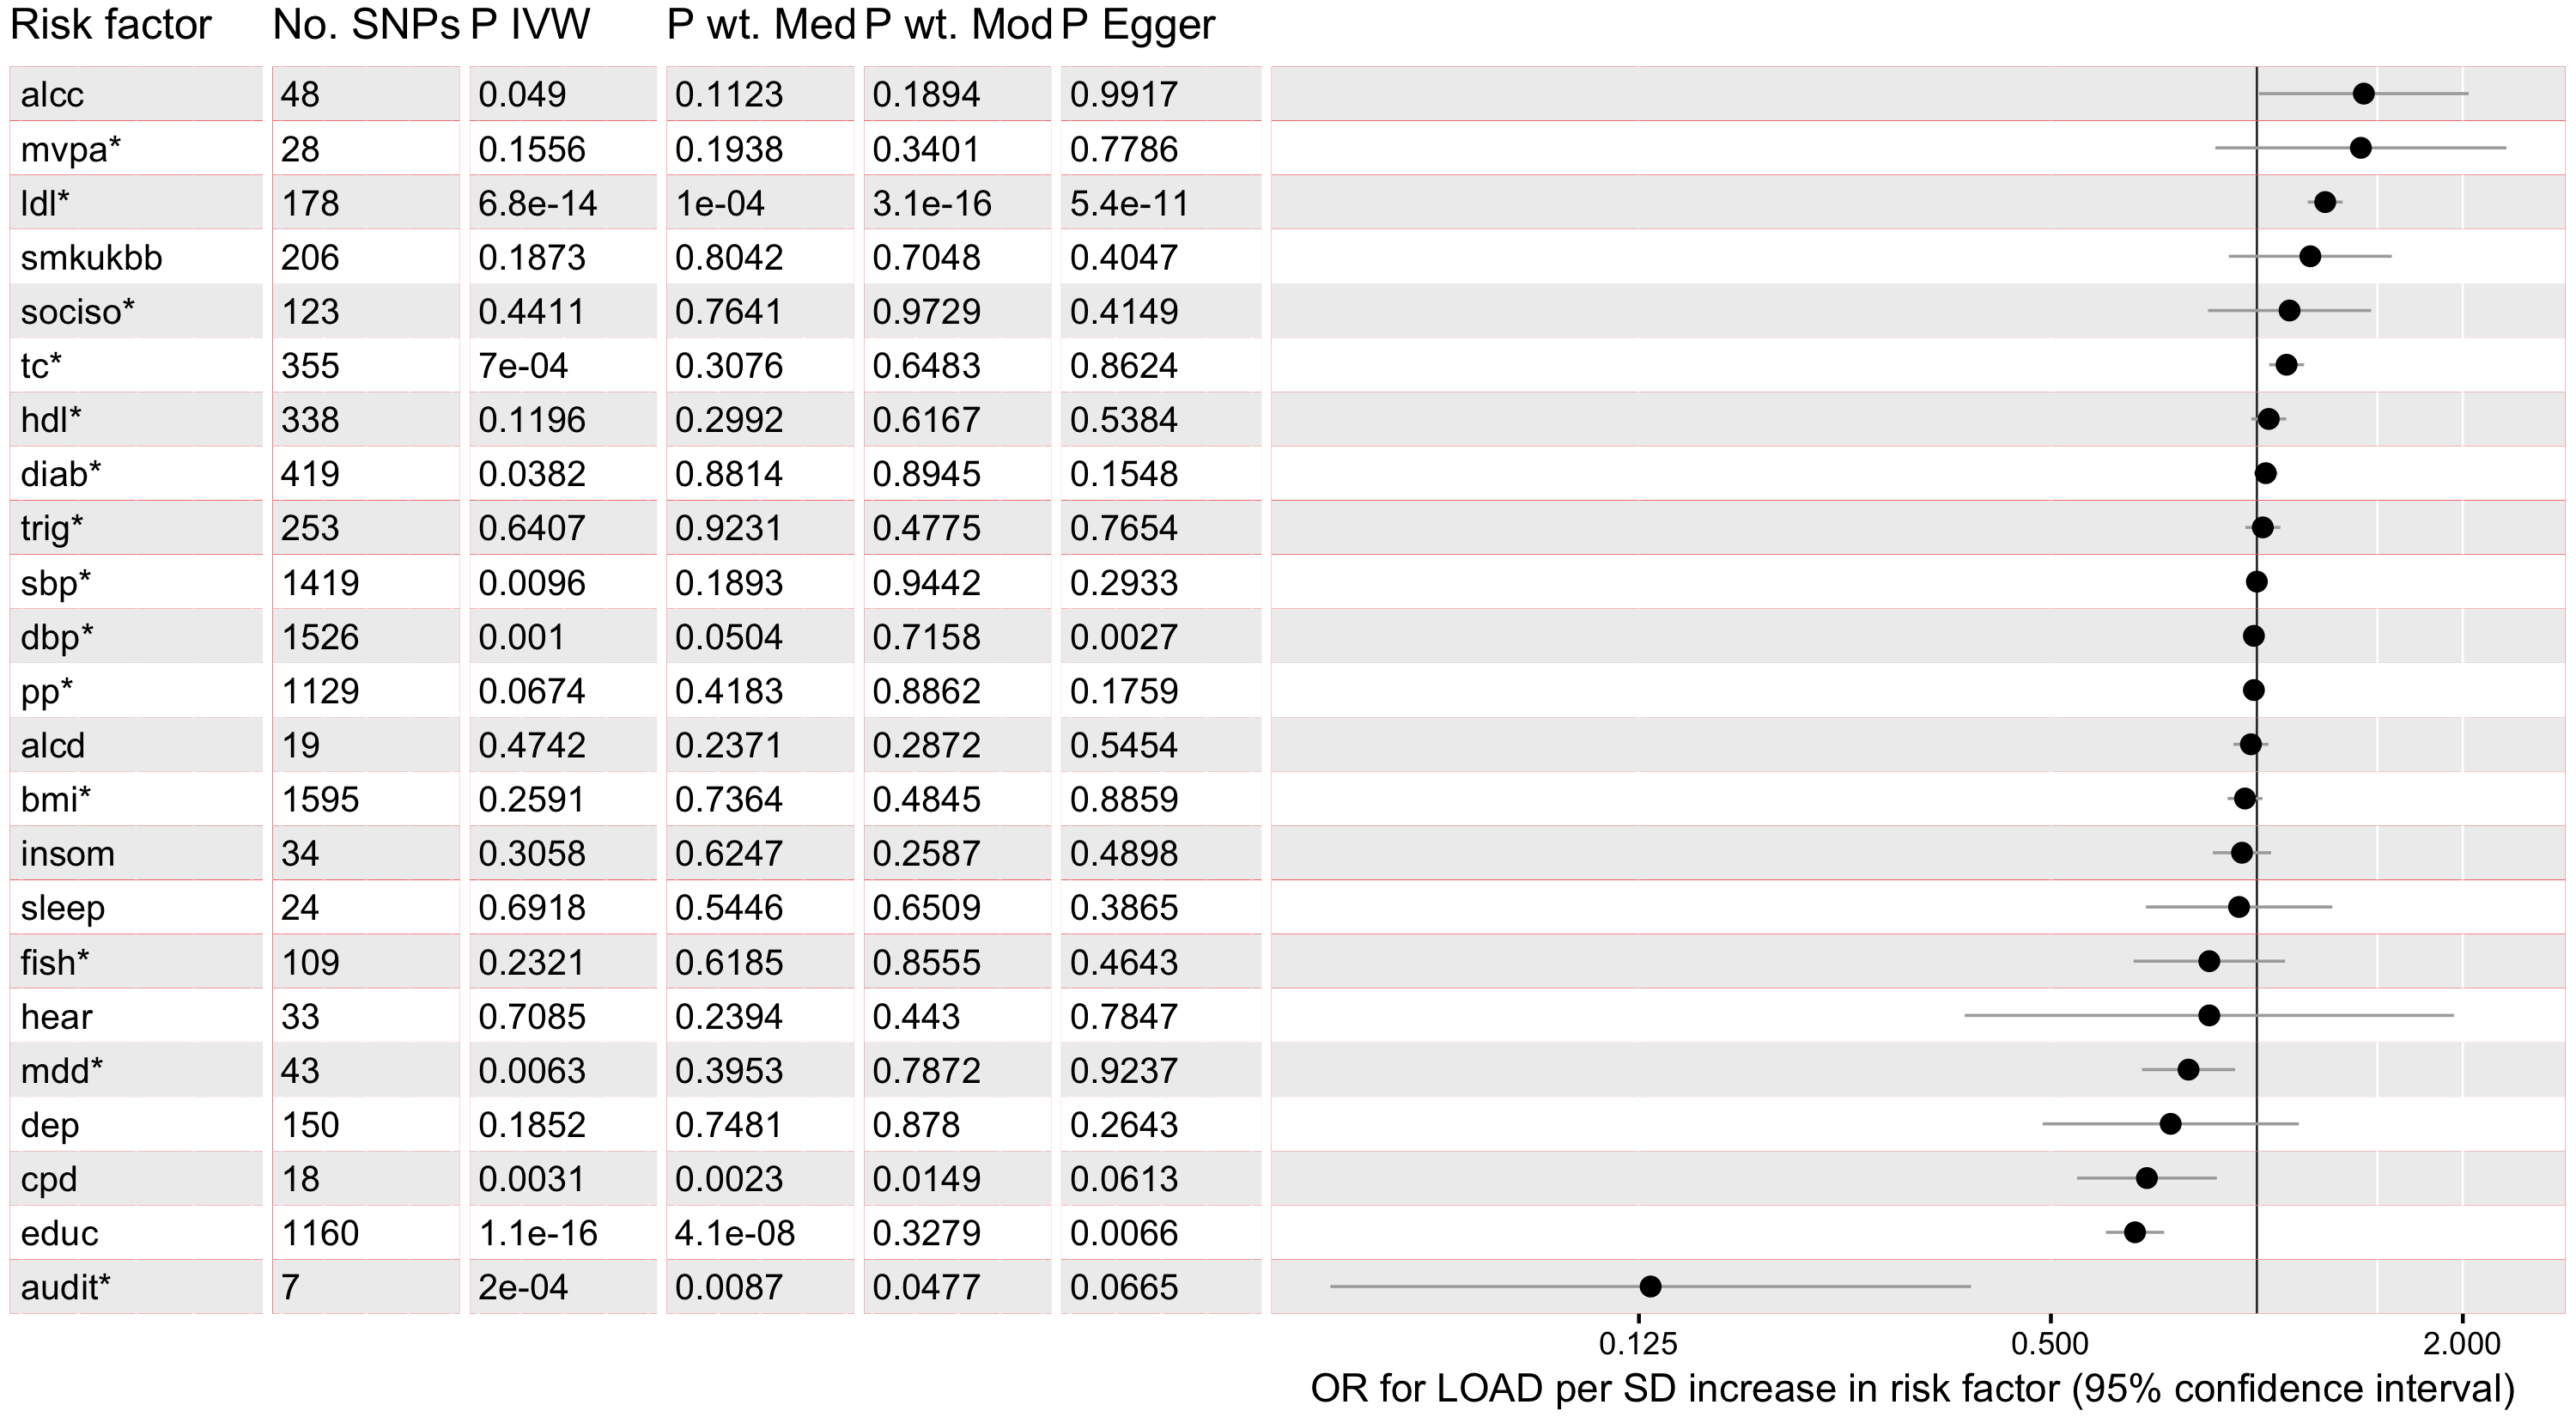 Risk factor No. SNPs P IVW P wt. Med P wt. Mod P Egger
alcc 48 0.049 0.1123 0.1894 0.9917
mvpa* 28 0.1556 0.1938 0.3401 0.7786
ldl* 178 6.8e-14 1e-04 3.1e-16 5.4e-11
smkukbb 206 0.1873 0.8042 0.7048 0.4047
sociso* 123 0.4411 0.7641 0.9729 0.4149
tc* 355 7e-04 0.3076 0.6483 0.8624
hdl* 338 0.1196 0.2992 0.6167 0.5384
diab* 419 0.0382 0.8814 0.8945 0.1548
trig* 253 0.6407 0.9231 0.4775 0.7654
sbp* 1419 0.0096 0.1893 0.9442 0.2933
dbp* 1526 0.001 0.0504 0.7158 0.0027
pp* 1129 0.0674 0.4183 0.8862 0.1759
alcd 19 0.4742 0.2371 0.2872 0.5454
bmi* 1595 0.2591 0.7364 0.4845 0.8859
insom 34 0.3058 0.6247 0.2587 0.4898
sleep 24 0.6918 0.5446 0.6509 0.3865
fish* 109 0.2321 0.6185 0.8555 0.4643
hear 33 0.7085 0.2394 0.443 0.7847
mdd* 43 0.0063 0.3953 0.7872 0.9237
dep 150 0.1852 0.7481 0.878 0.2643
cpd 18 0.0031 0.0023 0.0149 0.0613
educ 1160 1.1e-16 4.1e-08 0.3279 0.0066
audit* 7 2e-04 0.0087 0.0477 0.0665
0.125 0.500 2.000
OR for LOAD per SD increase in risk factor (95% confidence interval)